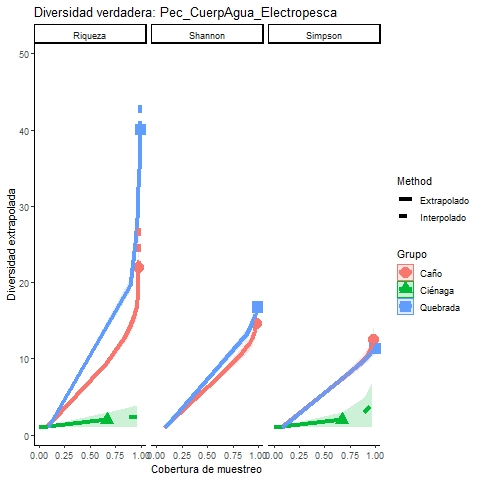 Diversidad verdadera: Pec_CuerpAgua_Electropesca
Riqueza
Shannon
Simpson
50
40
30
20
10
0
Diversidad extrapolada
0.00 0.25 0.50 0.75 1.00
0.00 0.25 0.50 0.75 1.00
0.00 0.25 0.50 0.75 1.00
Cobertura de muestreo
Method
Extrapolado
Interpolado
Grupo
Caño
Ciénaga
Quebrada